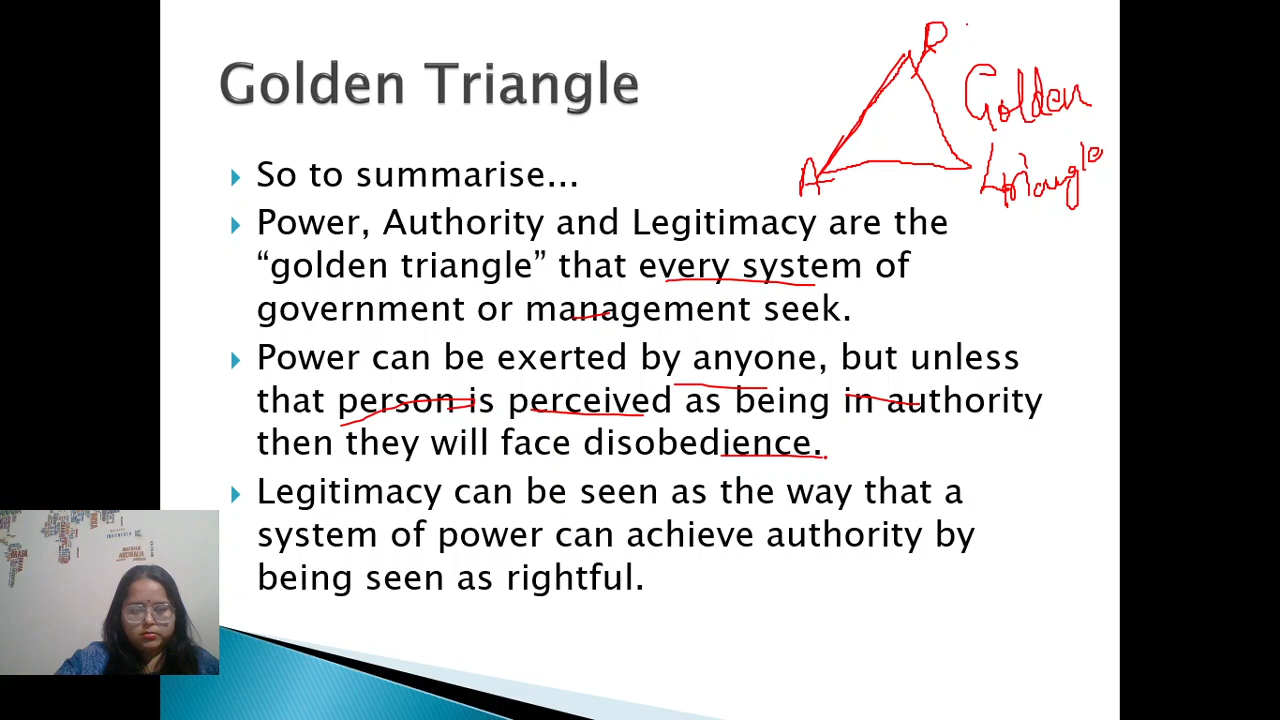 Golden Triangle
So to summarise...
Power, Authority and Legitimacy are the
“golden triangle” that every system of
government or management seek.
Power can be exerted by anyone, but unless
that person is perceived as being in authority
then they will face disobedience.
Legitimacy can be seen as the way that a
system of power can achieve authority by
being seen as rightful.
P
Golden
A
L
triangle
BRASIL
INDONESIA
AUSTRALIA